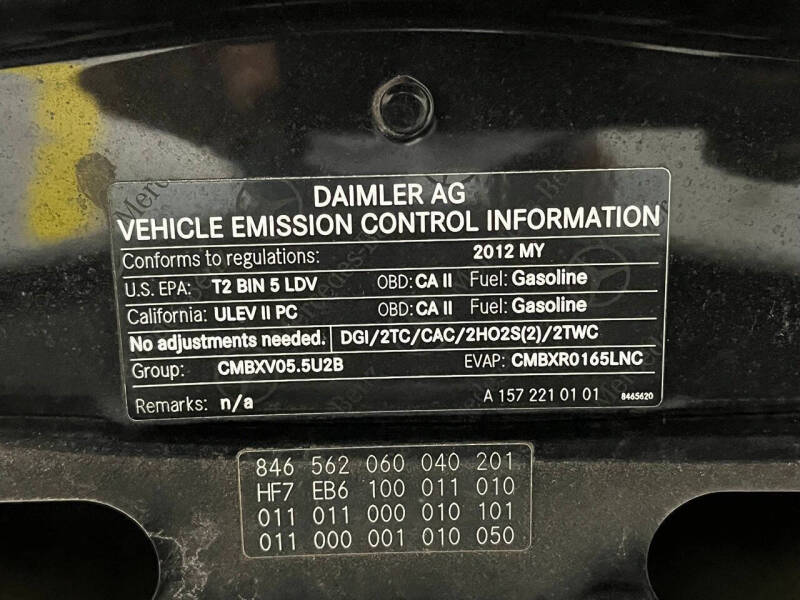 DAIMLER AG
VEHICLE EMISSION CONTROL INFORMATION
Conforms to regulations: 2012 MY
U.S. EPA: T2 BIN 5 LDV OBD: CA II Fuel: Gasoline
California: ULEV II PC OBD: CA II Fuel: Gasoline
No adjustments needed. DGI/2TC/CAC/2HO2S(2)/2TWC
Group: CMBXV05.5U2B EVAP: CMBXR0165LNC
Remarks: n/a A 157 221 01 01 8465620
846 562 060 040 201
HF7 EB6 100 011 010
011 011 000 010 101
011 000 001 010 050